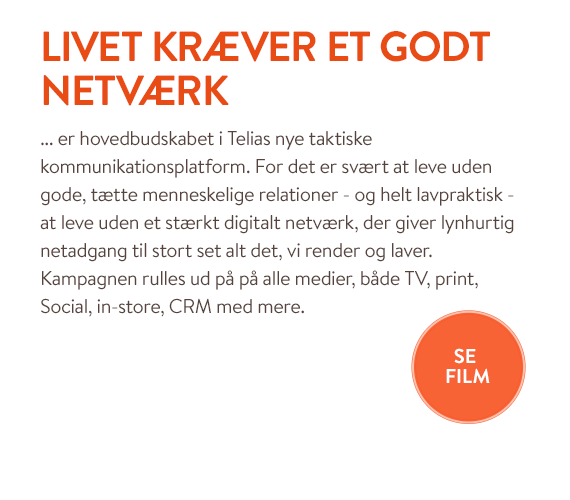 LIVET KRÆVER ET GODT
NETVÆRK
... er hovedbudskabet i Telias nye taktiske
kommunikationsplatform. For det er svært at leve uden
gode, tætte menneskelige relationer - og helt lavpraktisk -
at leve uden et stærkt digitalt netværk, der giver lynhurtig
netadgang til stort set alt det, vi render og laver.
Kampagnen rulles ud på på alle medier, både TV, print,
Social, in-store, CRM med mere.
SE
FILM